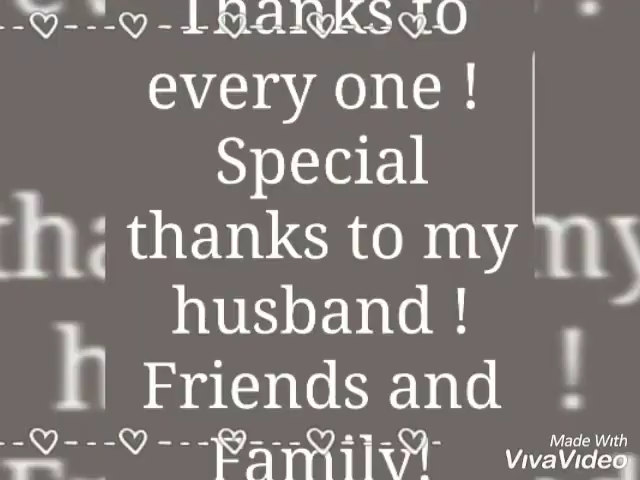 Thanks to
every one !
Special
thanks to my
husband !
Friends and
Family!
Made With
VivaVideo